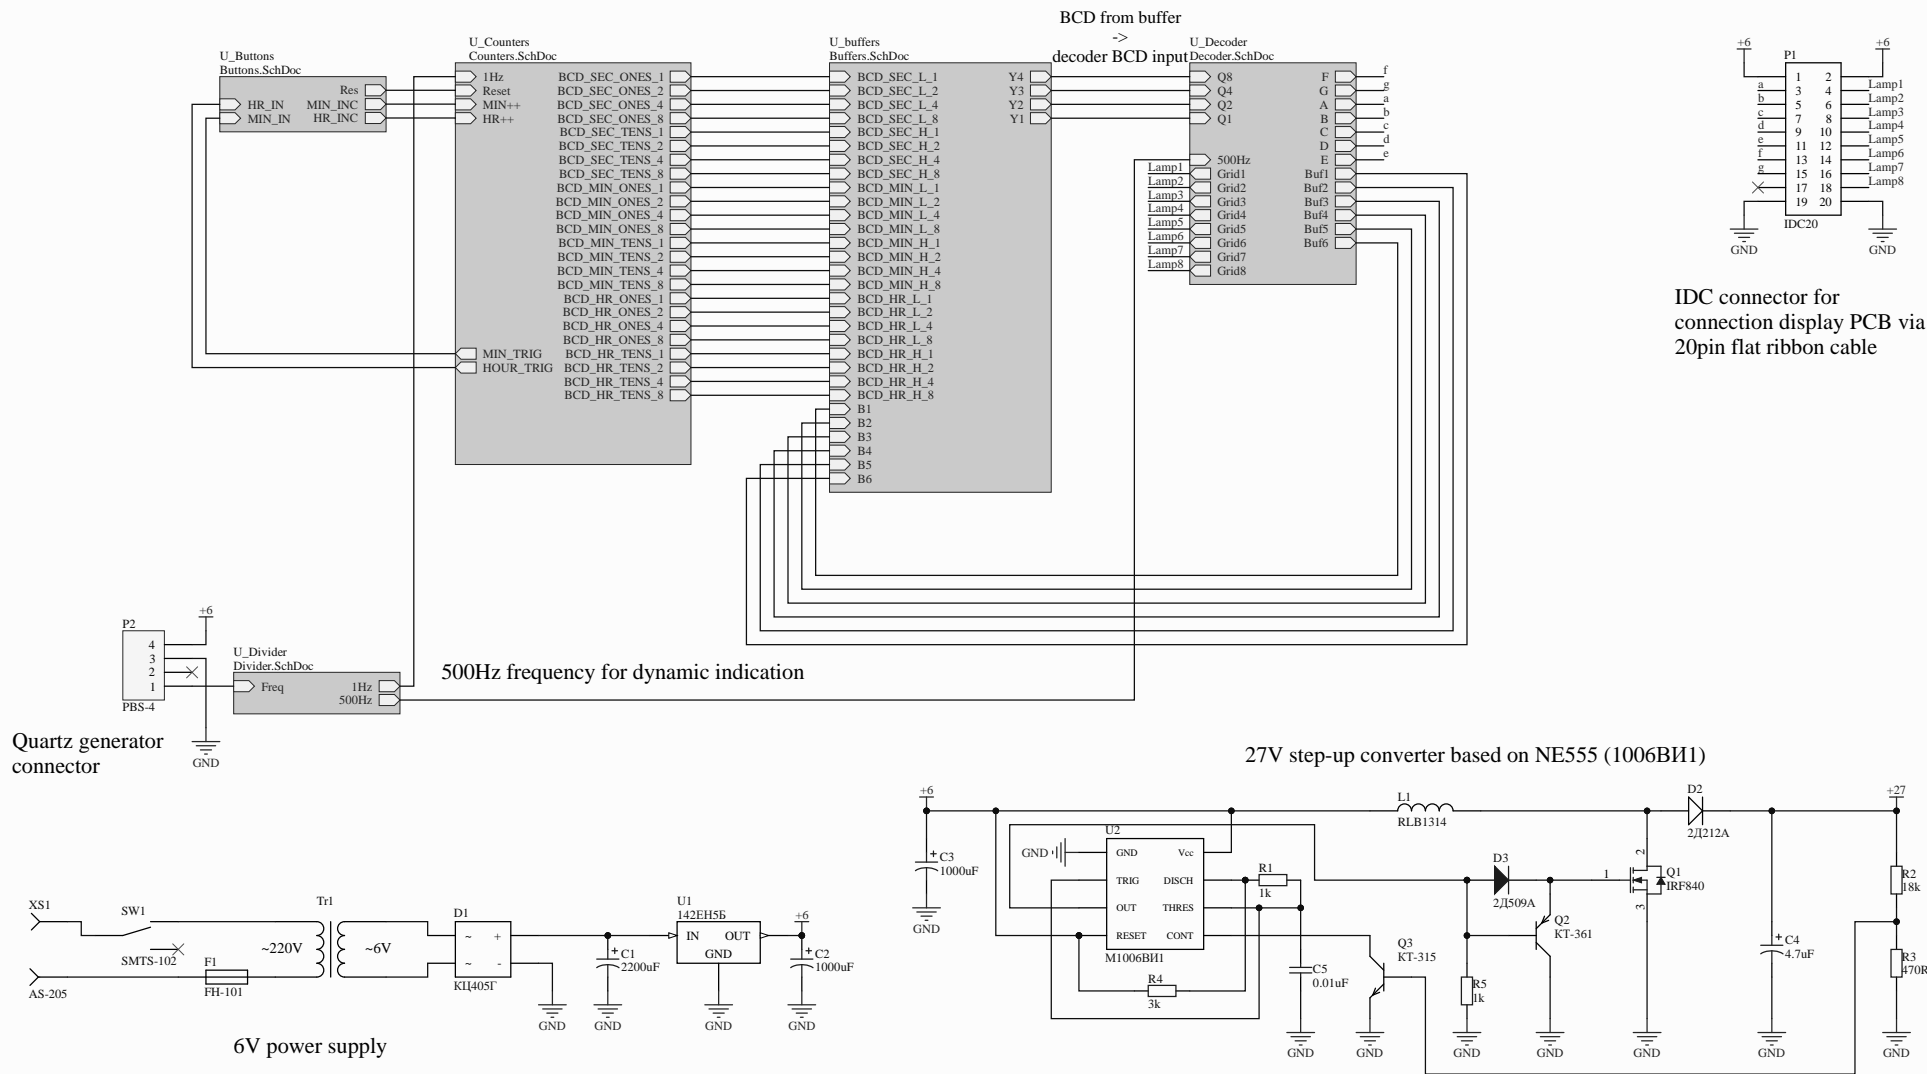 BCD from buffer
->
decoder BCD input
U_Buttons
Buttons.SchDoc
Res
HR_IN MIN_INC
MIN_IN HR_INC
U_Counters
Counters.SchDoc
1Hz BCD_SEC_ONES_1
Reset BCD_SEC_ONES_2
MIN++ BCD_SEC_ONES_4
HR++ BCD_SEC_ONES_8
BCD_SEC_TENS_1
BCD_SEC_TENS_2
BCD_SEC_TENS_4
BCD_SEC_TENS_8
BCD_MIN_ONES_1
BCD_MIN_ONES_2
BCD_MIN_ONES_4
BCD_MIN_ONES_8
BCD_MIN_TENS_1
BCD_MIN_TENS_2
BCD_MIN_TENS_4
BCD_MIN_TENS_8
BCD_HR_ONES_1
BCD_HR_ONES_2
BCD_HR_ONES_4
BCD_HR_ONES_8
MIN_TRIG BCD_HR_TENS_1
HOUR_TRIG BCD_HR_TENS_2
BCD_HR_TENS_4
BCD_HR_TENS_8
U_buffers
Buffers.SchDoc
BCD_SEC_L_1 Y4
BCD_SEC_L_2 Y3
BCD_SEC_L_4 Y2
BCD_SEC_L_8 Y1
BCD_SEC_H_1
BCD_SEC_H_2
BCD_SEC_H_4
BCD_SEC_H_8
BCD_MIN_L_1
BCD_MIN_L_2
BCD_MIN_L_4
BCD_MIN_L_8
BCD_MIN_H_1
BCD_MIN_H_2
BCD_MIN_H_4
BCD_MIN_H_8
BCD_HR_L_1
BCD_HR_L_2
BCD_HR_L_4
BCD_HR_L_8
BCD_HR_H_1
BCD_HR_H_2
BCD_HR_H_4
BCD_HR_H_8
B1
B2
B3
B4
B5
B6
U_Decoder
Decoder.SchDoc
Q8 F f
Q4 G g
Q2 A a
Q1 B b
C c
D d
500Hz E e
Lamp1 Grid1 Buf1
Lamp2 Grid2 Buf2
Lamp3 Grid3 Buf3
Lamp4 Grid4 Buf4
Lamp5 Grid5 Buf5
Lamp6 Grid6 Buf6
Lamp7 Grid7
Lamp8 Grid8
+6 +6
P1
1 2
a 3 4 Lamp1
b 5 6 Lamp2
c 7 8 Lamp3
d 9 10 Lamp4
e 11 12 Lamp5
f 13 14 Lamp6
g 15 16 Lamp7
17 18 Lamp8
19 20
IDC20
GND GND
IDC connector for
connection display PCB via
20pin flat ribbon cable
+6
P2
4
3
2
1
PBS-4
GND
Quartz generator
connector
U_Divider
Divider.SchDoc
Freq 1Hz
500Hz
500Hz frequency for dynamic indication
XS1
AS-205
SW1
SMTS-102
F1
FH-101
Tr1
~220V ~6V
D1
~ +
~ -
КЦ405Г
GND
C1
2200uF
GND
U1
142ЕН5Б
IN OUT
GND
GND
+6
C2
1000uF
GND
6V power supply
27V step-up converter based on NE555 (1006ВИ1)
+6
C3
1000uF
GND
U2
GND GND Vcc
TRIG DISCH
OUT THRES
RESET CONT
М1006ВИ1
R1
1k
R4
3k
C5
0.01uF
GND
Q3
КТ-315
GND
L1
RLB1314
D3
2Д509А
R5
1k
GND
Q2
КТ-361
GND
D2
2Д212А
1
2
3
Q1
IRF840
GND
C4
4.7uF
GND
+27
R2
18k
R3
470R
GND